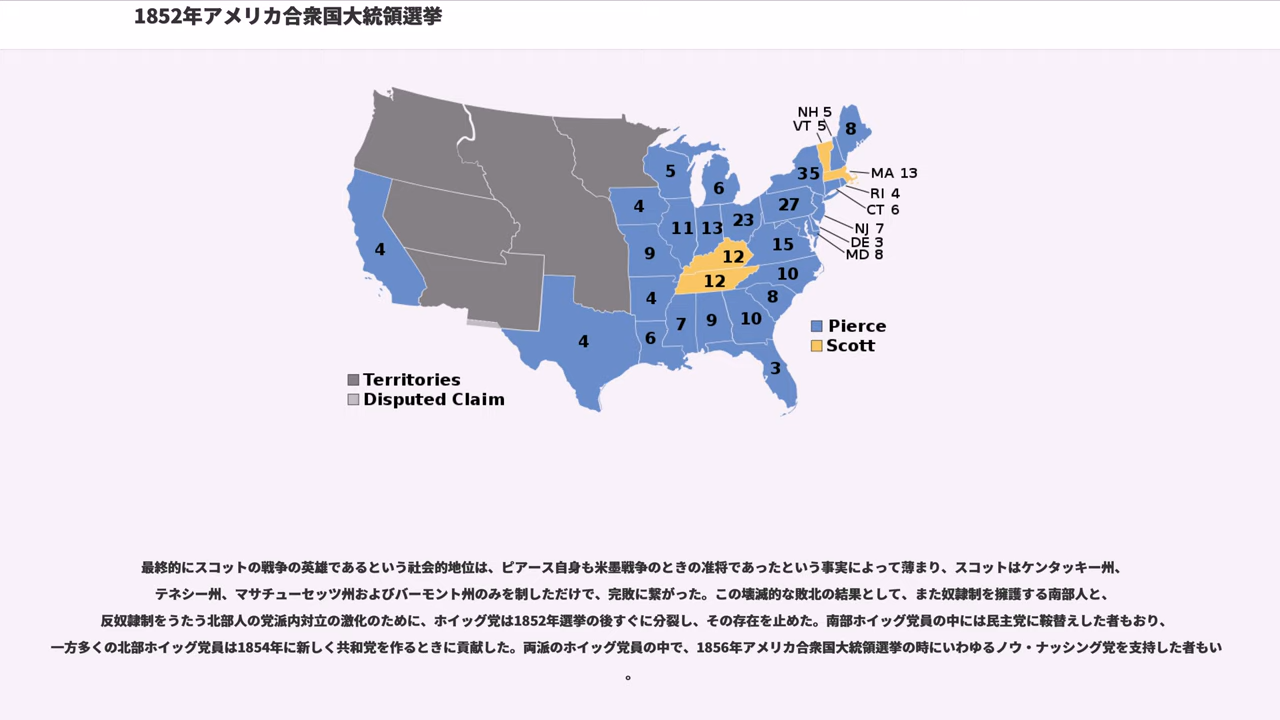 1852年アメリカ合衆国大統領選挙
NH 5
VT 5
8
5
35
MA 13
6
RI 4
4
27
CT 6
11
13
23
NJ 7
DE 3
4
9
12
15
MD 8
12
10
4
8
7
9
10
Pierce
6
4
Scott
3
Territories
Disputed Claim
最終的にスコットの戦争の英雄であるという社会的地位は、ピアース自身も米墨戦争のときの准将であったという事実によって薄まり、スコットはケンタッキー州、
テネシー州、マサチューセッツ州およびバーモント州のみを制しただけで、完敗に繋がった。この壊滅的な敗北の結果として、また奴隷制を擁護する南部人と、
反奴隷制をうたう北部人の党派内対立の激化のために、ホイッグ党は1852年選挙の後すぐに分裂し、その存在を止めた。南部ホイッグ党員の中には民主党に鞍替えした者もおり、
一方多くの北部ホイッグ党員は1854年に新しく共和党を作るときに貢献した。両派のホイッグ党員の中で、1856年アメリカ合衆国大統領選挙の時にいわゆるノウ・ナッシング党を支持した者もい
。